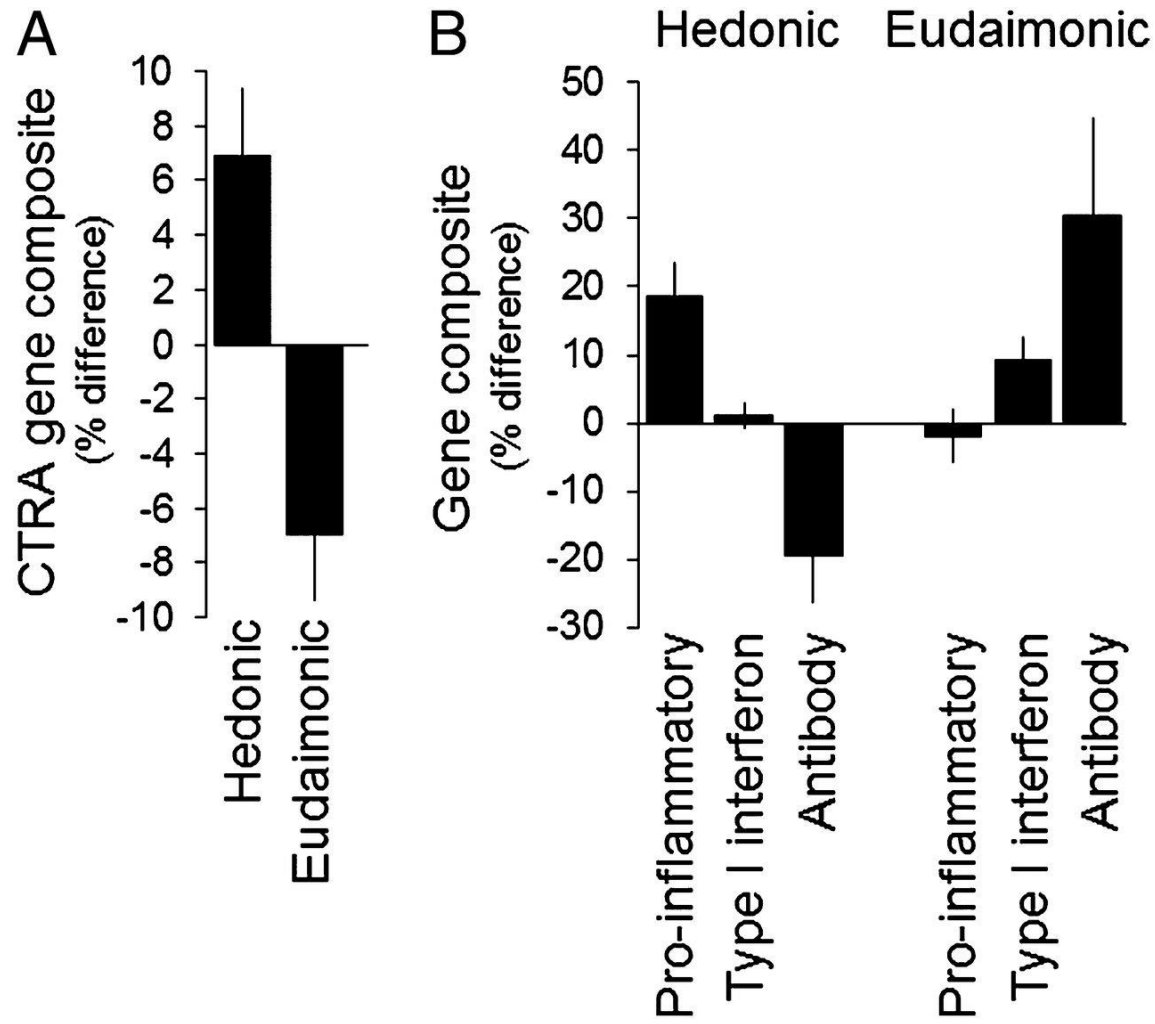 A
CTRA gene composite
(% difference)
10
8
6
4
2
0
-2
-4
-6
-8
-10
Hedonic
Eudaimonic
B
Hedonic Eudaimonic
Gene composite
(% difference)
50
40
30
20
10
0
-10
-20
-30
Pro-inflammatory
Type I interferon
Antibody
Pro-inflammatory
Type I interferon
Antibody